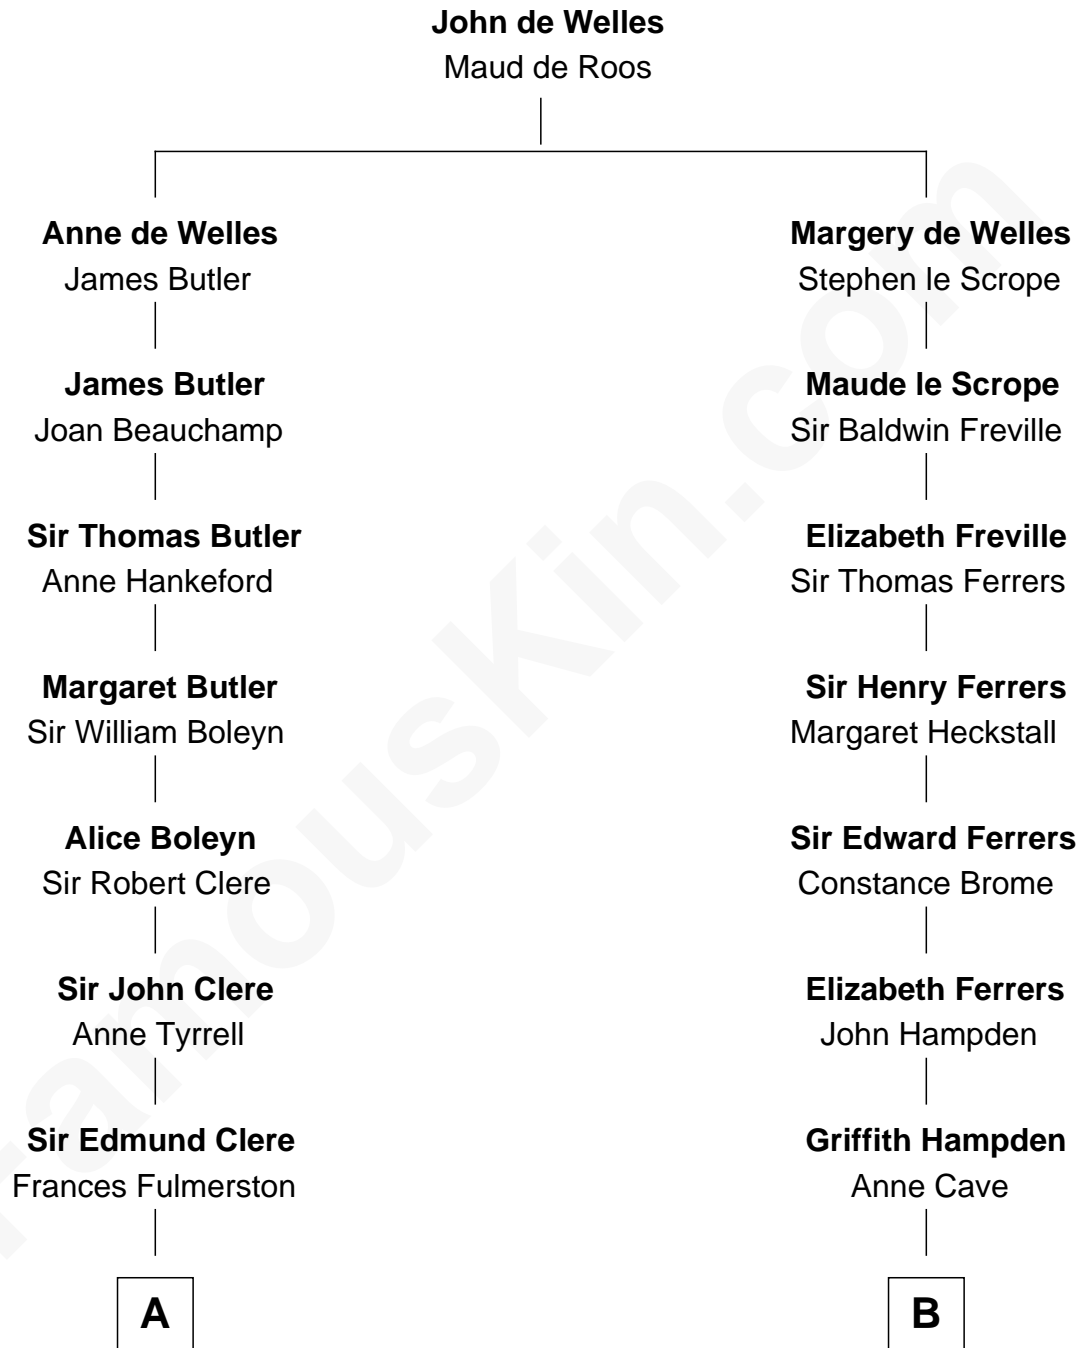 John de Welles
Maud de Roos
Anne de Welles
James Butler
Margery de Welles
Stephen le Scrope
James Butler
Joan Beauchamp
Maude le Scrope
Sir Baldwin Freville
Sir Thomas Butler
Anne Hankeford
Elizabeth Freville
Sir Thomas Ferrers
Margaret Butler
Sir William Boleyn
Sir Henry Ferrers
Margaret Heckstall
Alice Boleyn
Sir Robert Clere
Sir Edward Ferrers
Constance Brome
Sir John Clere
Anne Tyrrell
Elizabeth Ferrers
John Hampden
Sir Edmund Clere
Frances Fulmerston
Griffith Hampden
Anne Cave
A
B
FamousKin.com